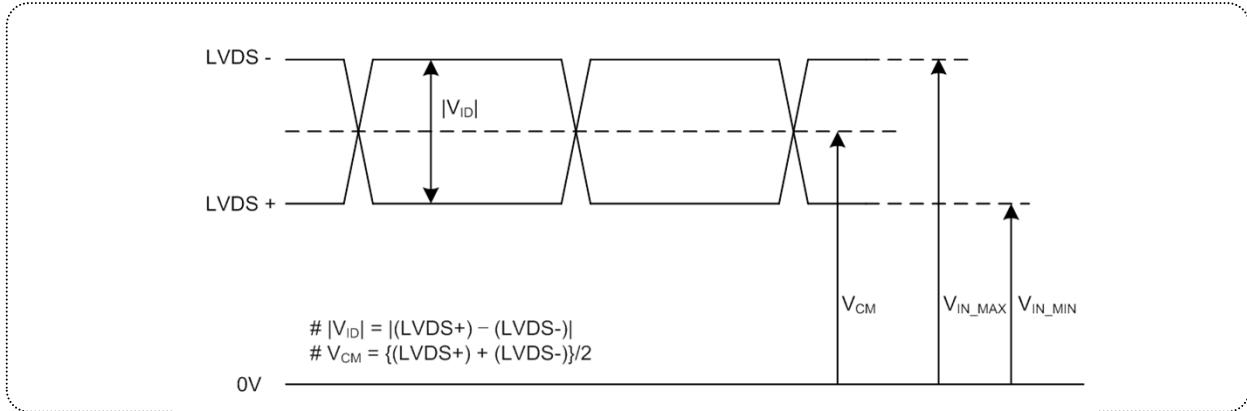 LVDS -
|VID|
LVDS +
VCM
VIN_MAX
VIN_MIN
# |VID| = |(LVDS+) – (LVDS-)|
# VCM = {(LVDS+) + (LVDS-)}/2
0V